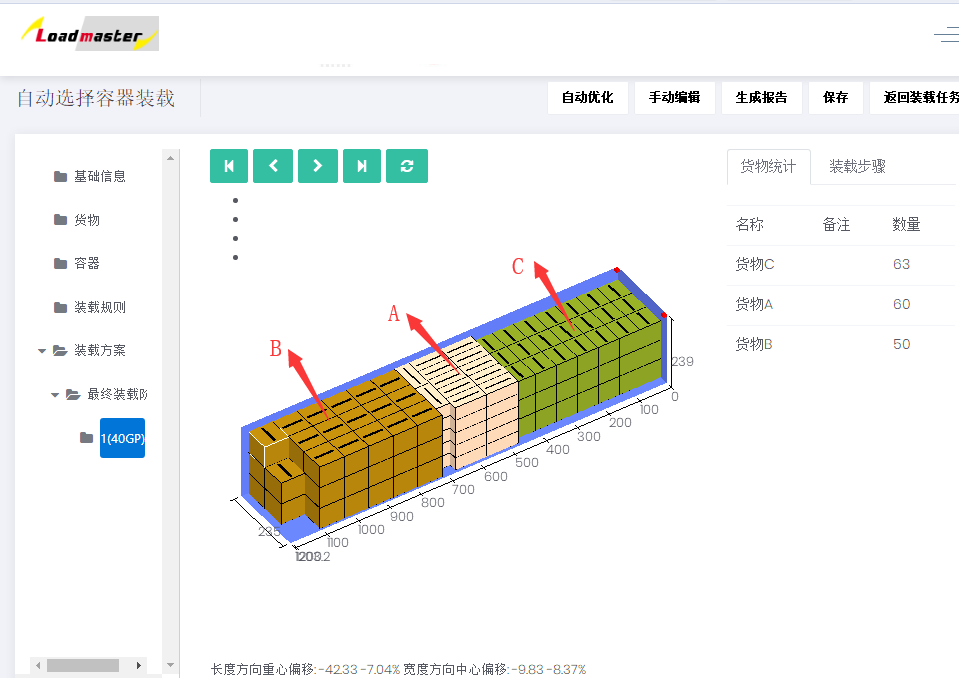 Loadmaster
自动选择容器装载
自动优化
手动编辑
生成报告
保存
返回装载任务
基础信息
货物
容器
装载规则
装载方案
最终装载
1(40GP)
货物统计
装载步骤
名称 备注 数量
货物C 63
货物A 60
货物B 50
C
A
B
239
0
100
200
300
400
500
600
700
800
900
1000
1100
235
长度方向重心偏移:-42.33 -7.04% 宽度方向中心偏移:-9.83 -8.37%